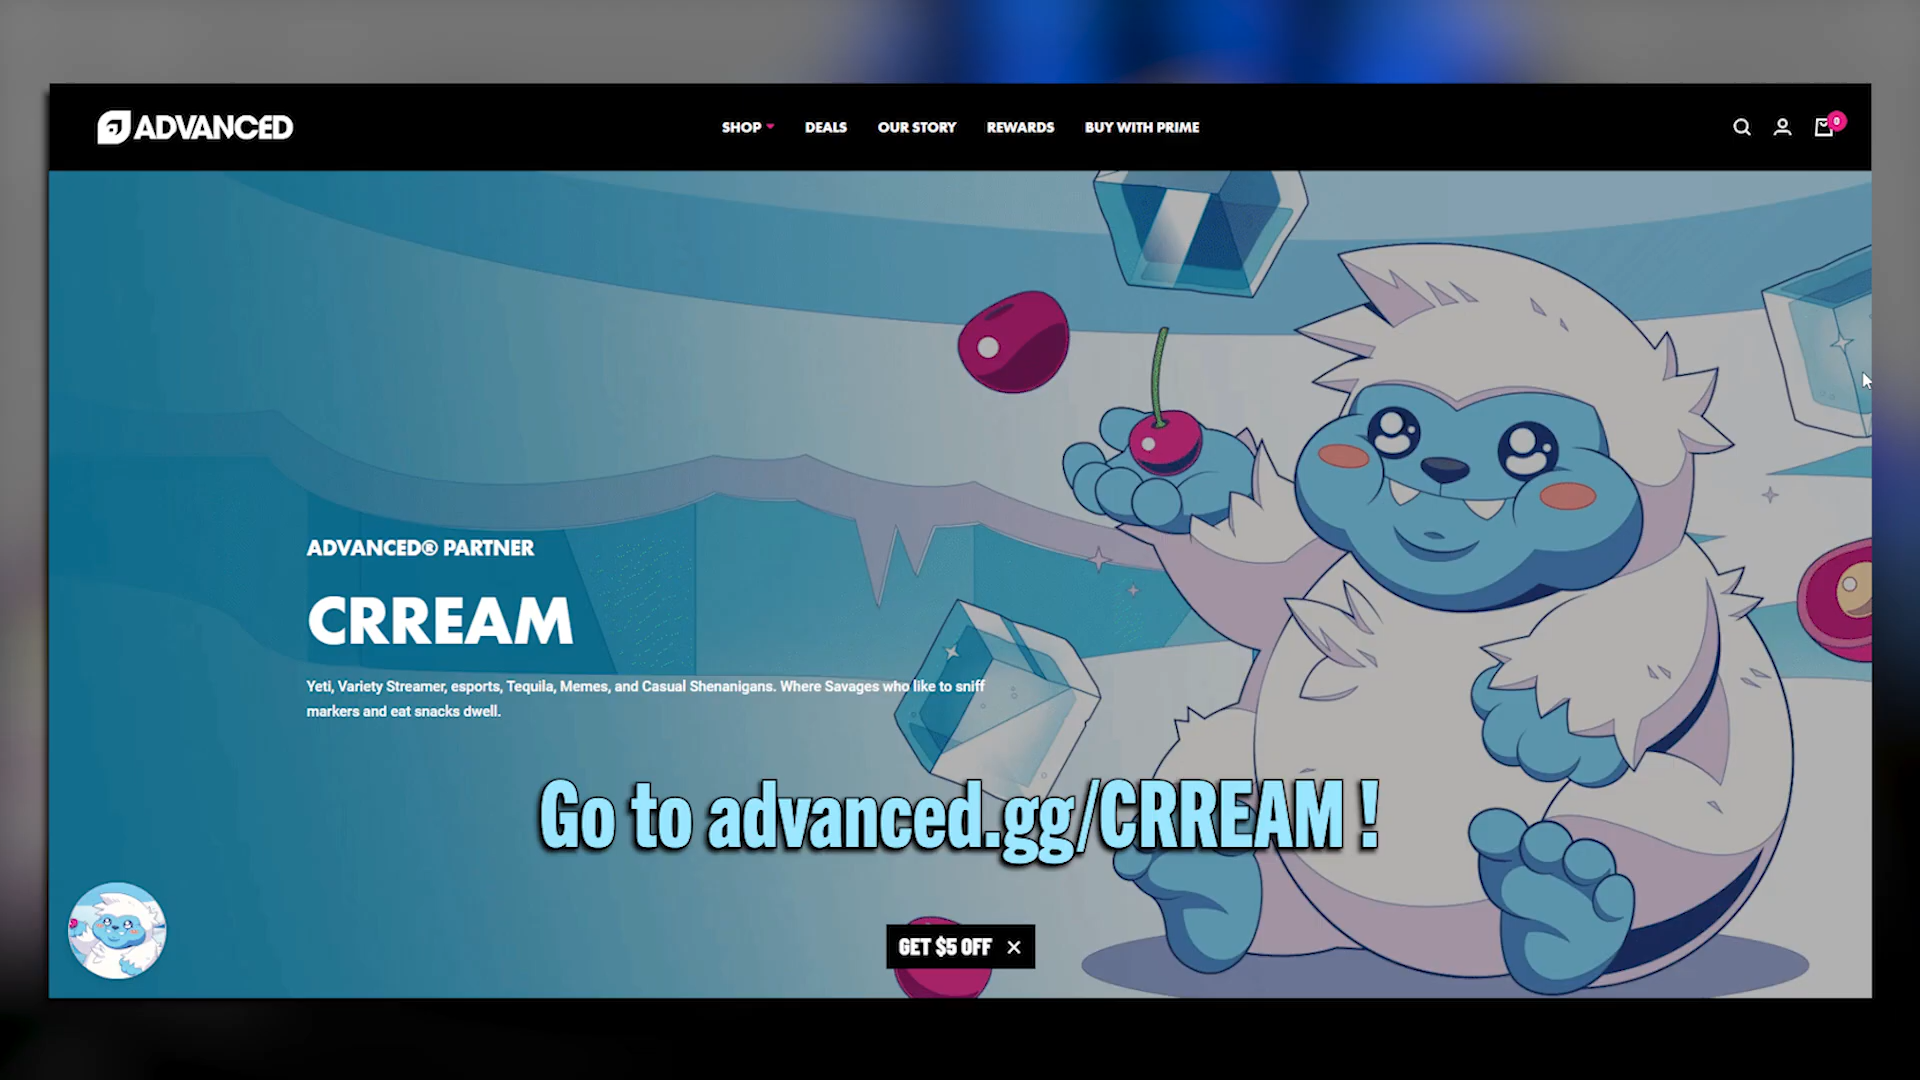 ADVANCED
SHOP DEALS OUR STORY REWARDS BUY WITH PRIME
0
ADVANCED® PARTNER
CRREAM
Yeti, Variety Streamer, esports, Tequila, Memes, and Casual Shenanigans. Where Savages who like to sniff
markers and eat snacks dwell.
Go to advanced.gg/CRREAM !
GET $5 OFF